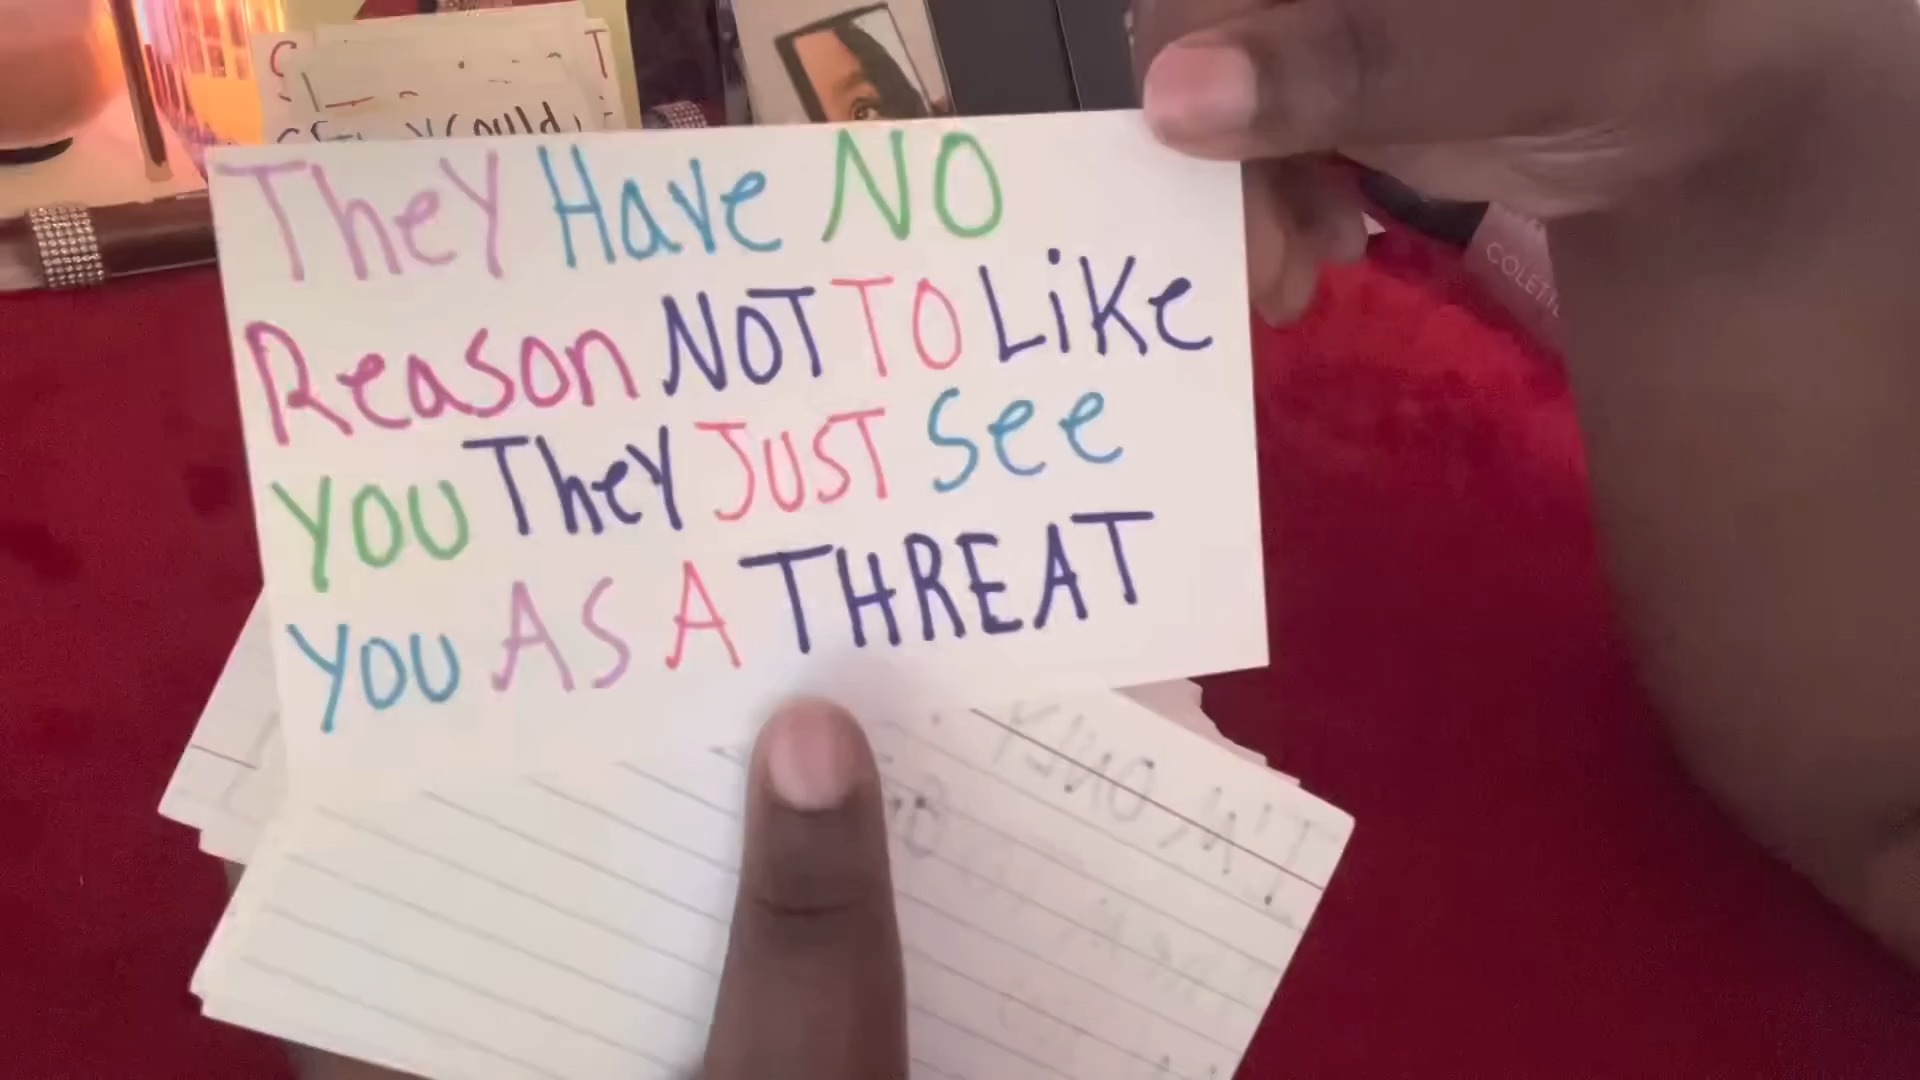 They Have NO
Reason NOT TO Like
You They JUST See
You AS A THREAT